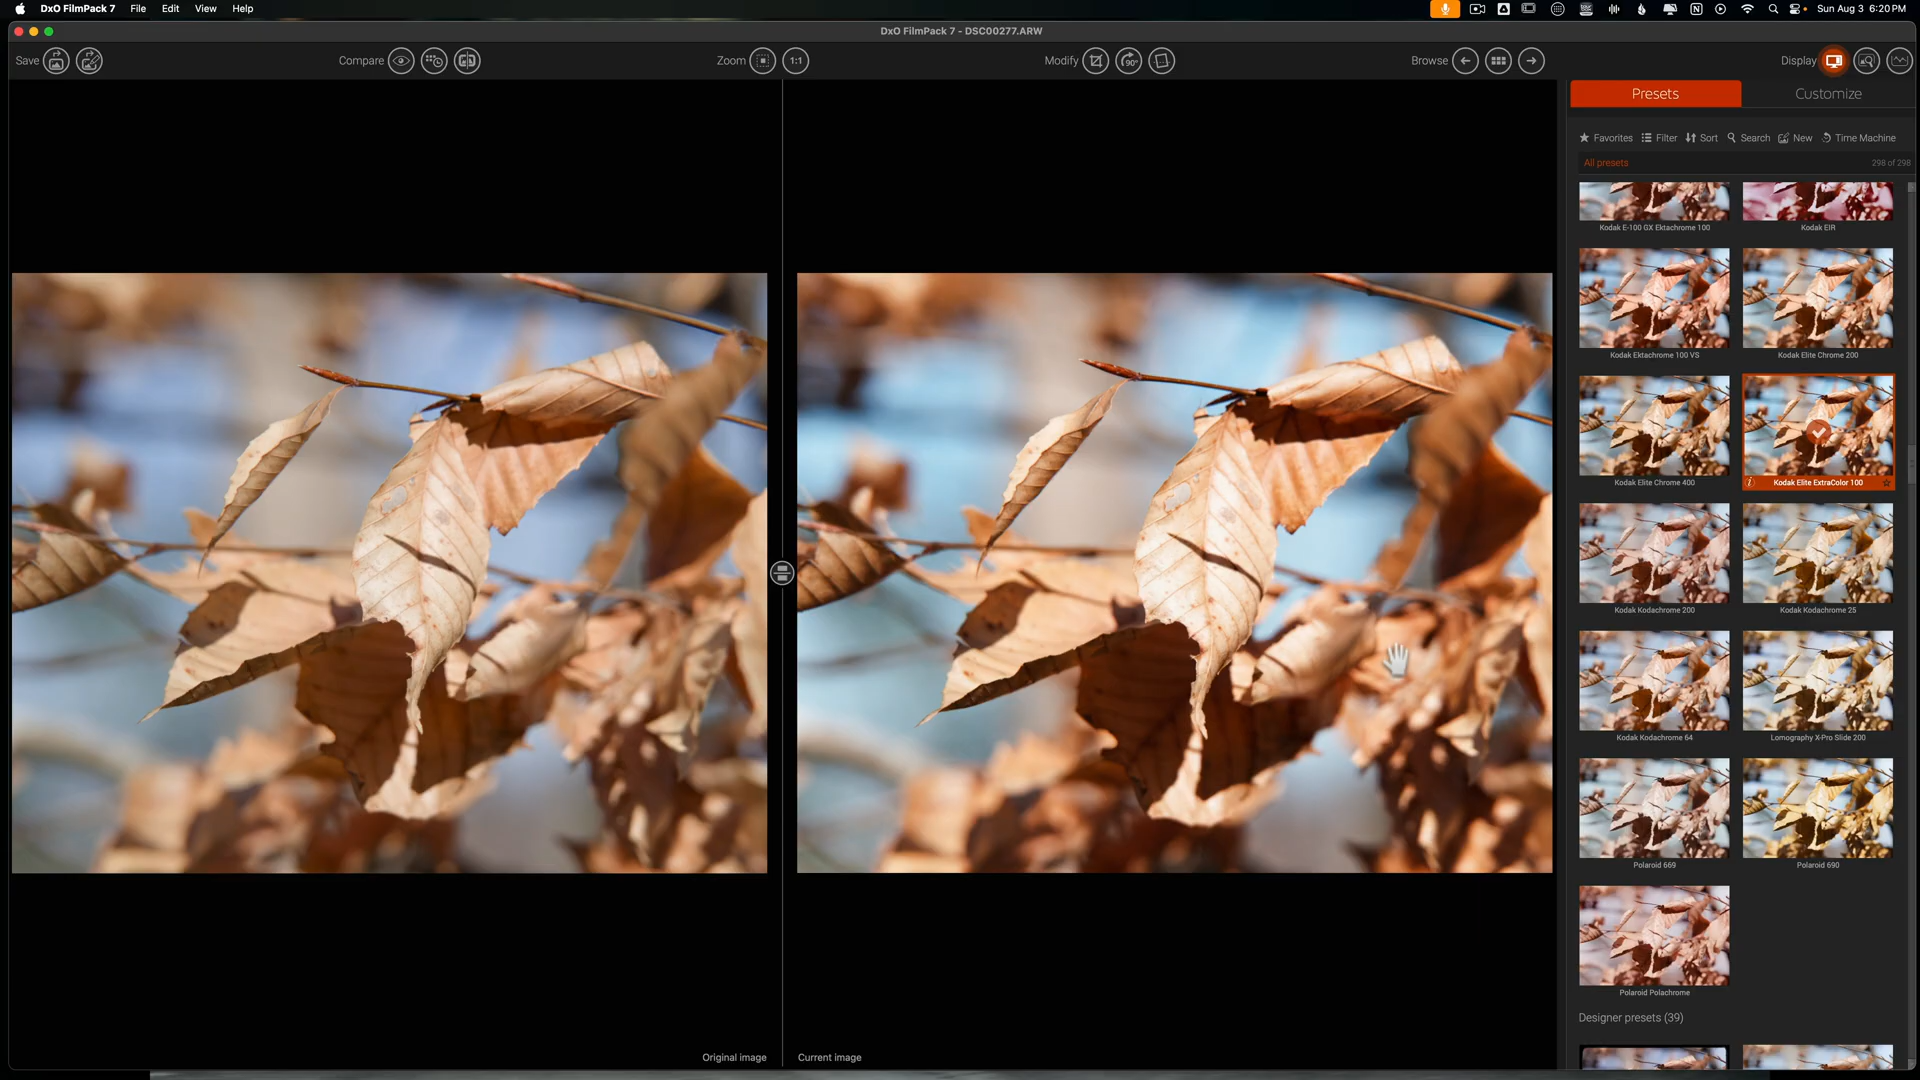 DxO FilmPack 7 File Edit View Help
Sun Aug 3 6:20 PM
DxO FilmPack 7 - DSC00277.ARW
Save Compare Zoom 1:1 Modify 90° Browse Display
Presets Customize
Favorites Filter Sort Search New Time Machine
All presets 298 of 298
Kodak E-100 GX Ektachrome 100 Kodak EIR
Kodak Ektachrome 100 VS Kodak Elite Chrome 200
Kodak Elite Chrome 400 Kodak Elite ExtraColor 100
Kodak Kodachrome 200 Kodak Kodachrome 25
Kodak Kodachrome 64 Lomography X-Pro Slide 200
Polaroid 669 Polaroid 690
Polaroid Polachrome
Designer presets (39)
Original image Current image